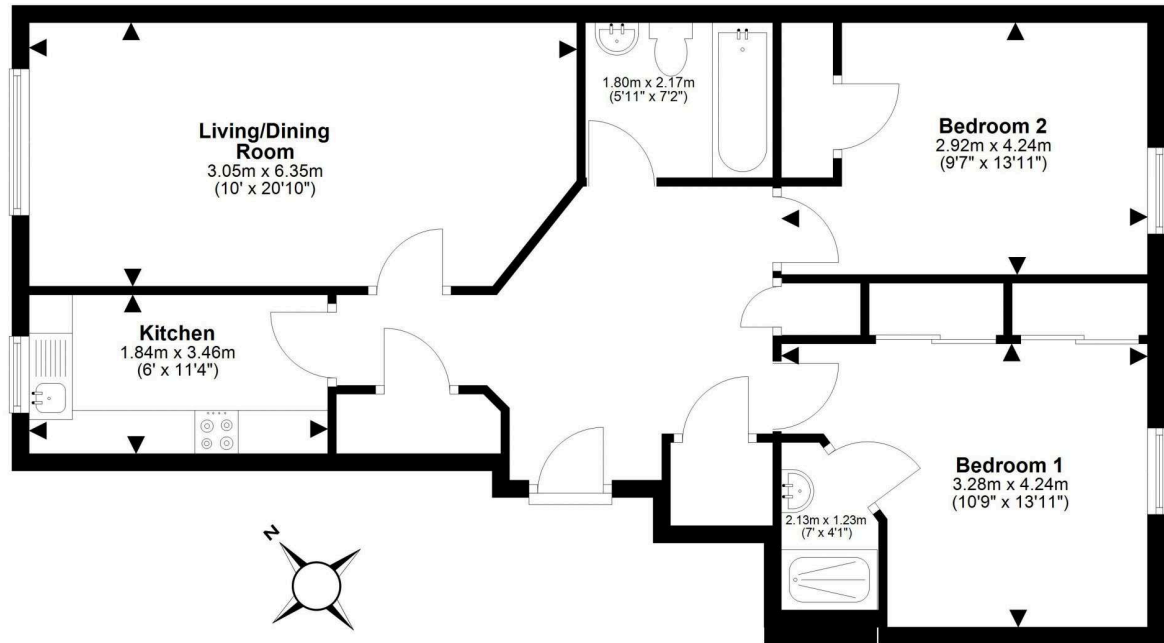 Living/Dining
Room
3.05m x 6.35m
(10' x 20'10")
1.80m x 2.17m
(5'11" x 7'2")
Bedroom 2
2.92m x 4.24m
(9'7" x 13'11")
Kitchen
1.84m x 3.46m
(6' x 11'4")
Bedroom 1
3.28m x 4.24m
(10'9" x 13'11")
2.13m x 1.23m
(7' x 4'1")
N